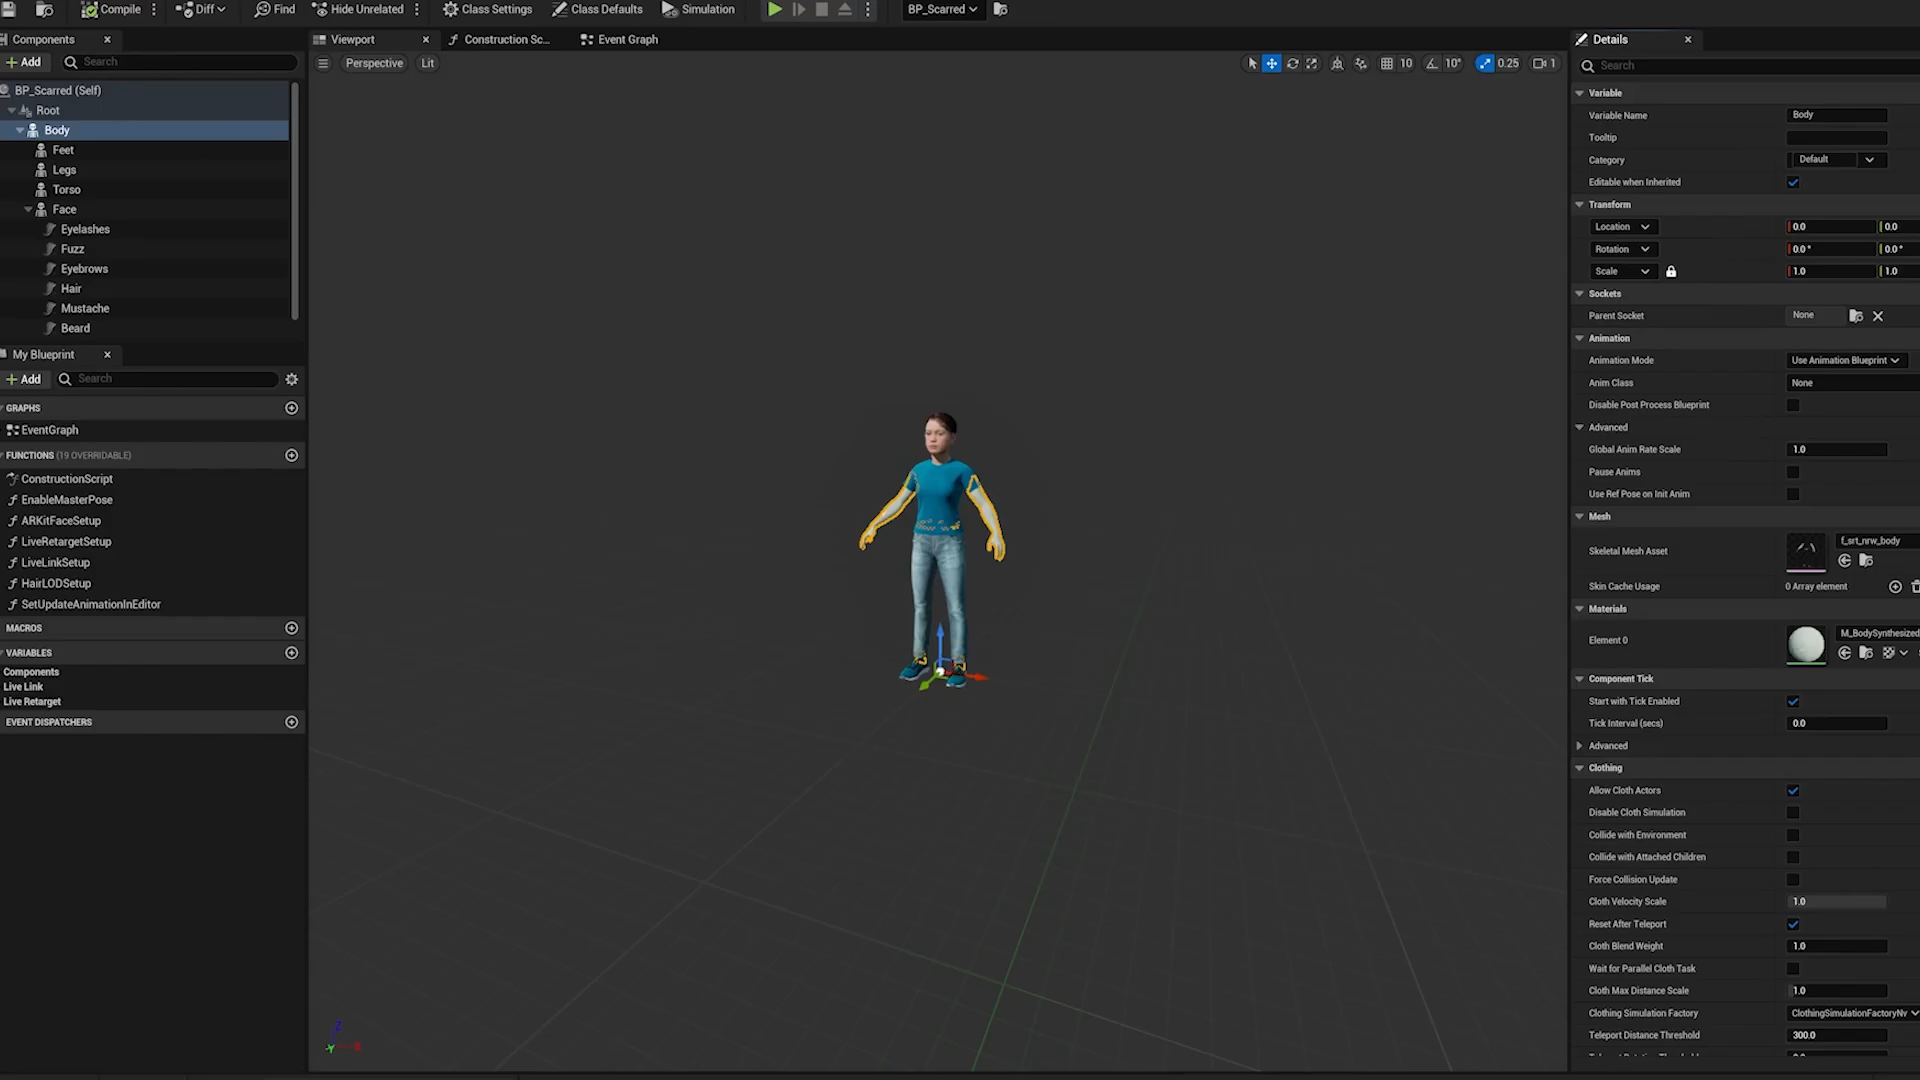 Compile
Diff
Find
Hide Unrelated
Class Settings
Class Defaults
Simulation
BP_Scarred
Components
Add
Search
BP_Scarred (Self)
Root
Body
Feet
Legs
Torso
Face
Eyelashes
Fuzz
Eyebrows
Hair
Mustache
Beard
My Blueprint
Add
Search
GRAPHS
EventGraph
FUNCTIONS (19 OVERRIDABLE)
ConstructionScript
EnableMasterPose
ARKitFaceSetup
LiveRetargetSetup
LiveLinkSetup
HairLODSetup
SetUpdateAnimationInEditor
MACROS
VARIABLES
Components
Live Link
Live Retarget
EVENT DISPATCHERS
Viewport
Construction Sc...
Event Graph
Perspective
Lit
10
10°
0.25
1
Z
Details
Search
Variable
Variable Name Body
Tooltip
Category Default
Editable when Inherited
Transform
Location 0.0 0.0
Rotation 0.0 ° 0.0 °
Scale 1.0 1.0
Sockets
Parent Socket None
Animation
Animation Mode Use Animation Blueprint
Anim Class None
Disable Post Process Blueprint
Advanced
Global Anim Rate Scale 1.0
Pause Anims
Use Ref Pose on Init Anim
Mesh
Skeletal Mesh Asset f_srt_nrw_body
Skin Cache Usage 0 Array element
Materials
Element 0 M_BodySynthesized
Component Tick
Start with Tick Enabled
Tick Interval (secs) 0.0
Advanced
Clothing
Allow Cloth Actors
Disable Cloth Simulation
Collide with Environment
Collide with Attached Children
Force Collision Update
Cloth Velocity Scale 1.0
Reset After Teleport
Cloth Blend Weight 1.0
Wait for Parallel Cloth Task
Cloth Max Distance Scale 1.0
Clothing Simulation Factory ClothingSimulationFactoryNv
Teleport Distance Threshold 300.0